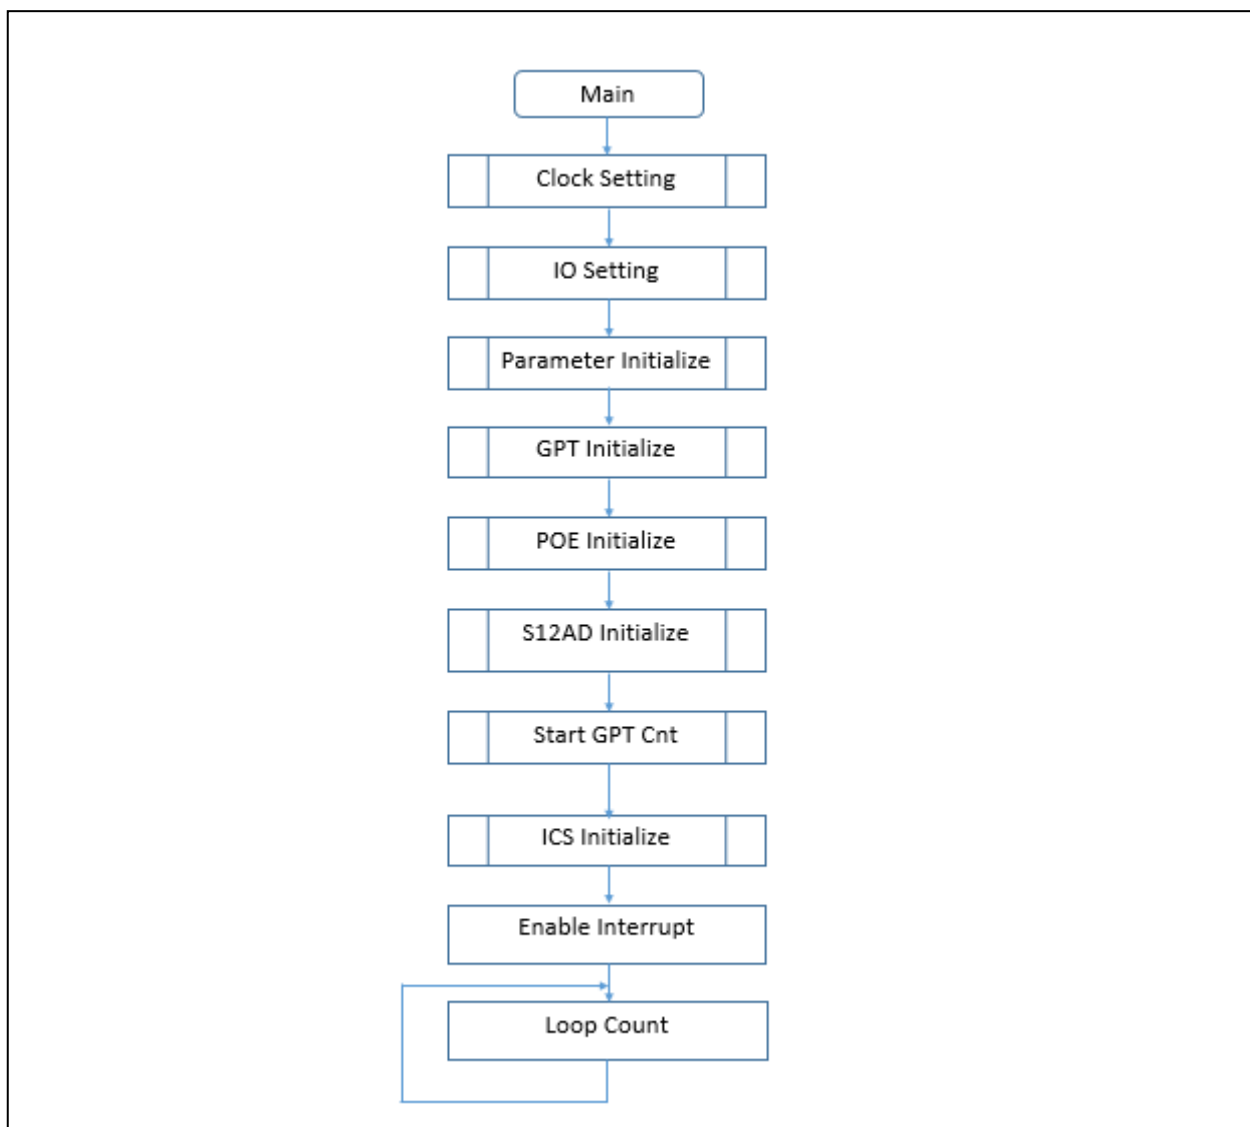 Main
Clock Setting
IO Setting
Parameter Initialize
GPT Initialize
POE Initialize
S12AD Initialize
Start GPT Cnt
ICS Initialize
Enable Interrupt
Loop Count